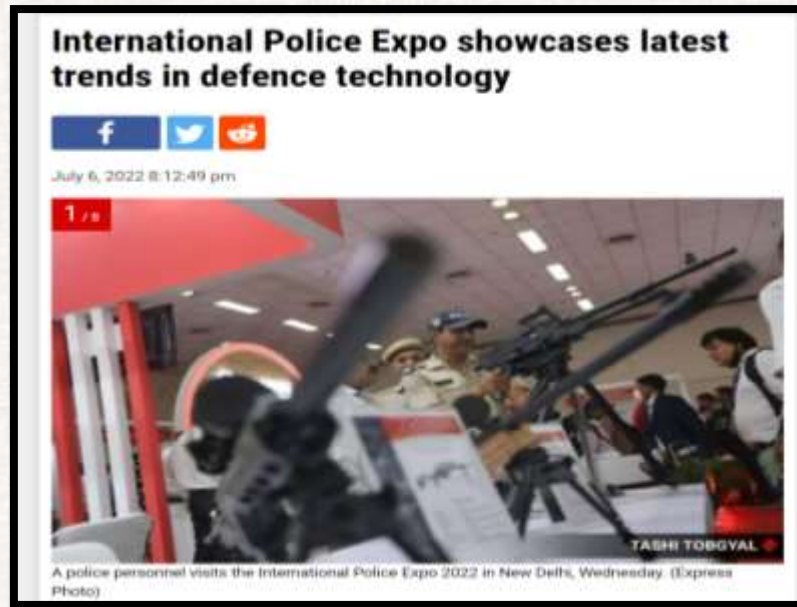 International Police Expo showcases latest
trends in defence technology
f
July 6, 2022 8:12:49 pm
1 / 9
TASHI TOBGYAL
A police personnel visits the International Police Expo 2022 in New Delhi, Wednesday. (Express
Photo)